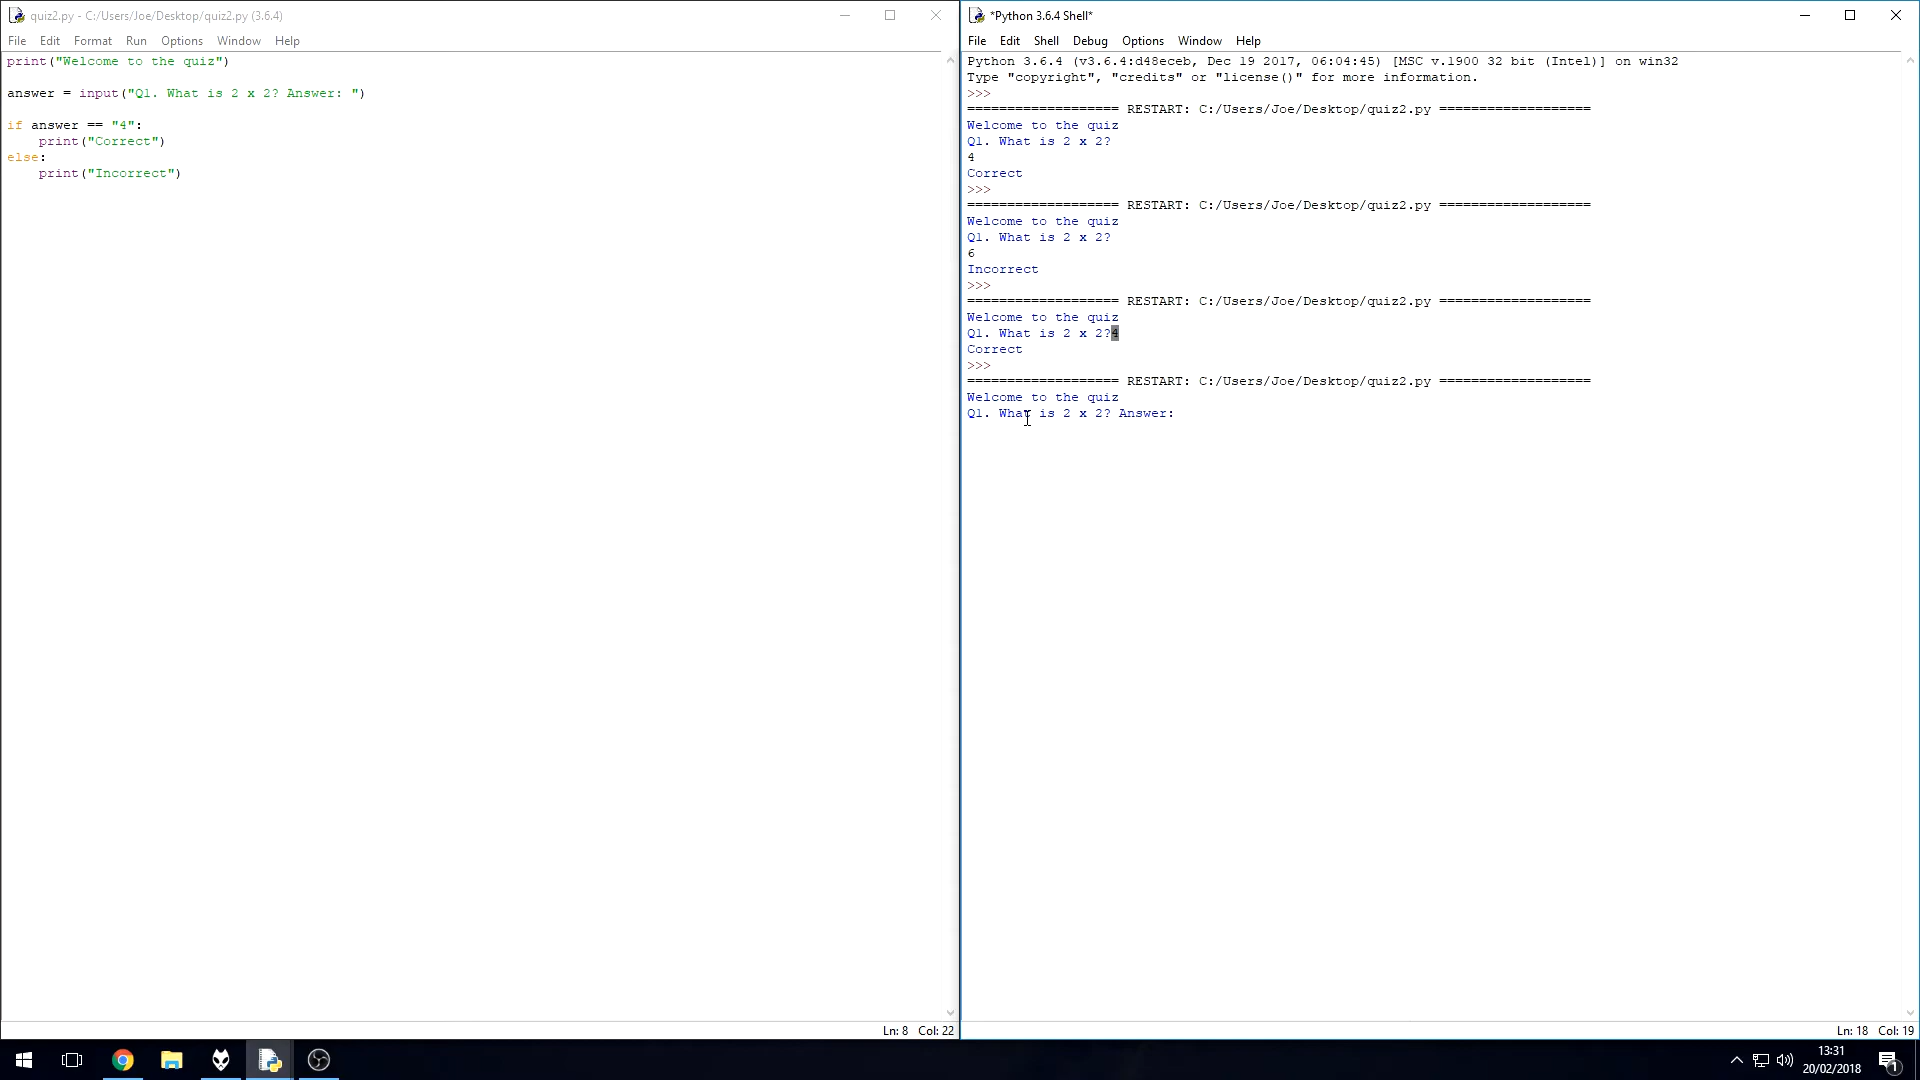 quiz2.py - C:/Users/Joe/Desktop/quiz2.py (3.6.4)
File Edit Format Run Options Window Help
print("Welcome to the quiz")
answer = input("Q1. What is 2 x 2? Answer: ")
if answer == "4":
    print("Correct")
else:
    print("Incorrect")
Ln: 8 Col: 22
*Python 3.6.4 Shell*
File Edit Shell Debug Options Window Help
Python 3.6.4 (v3.6.4:d48eceb, Dec 19 2017, 06:04:45) [MSC v.1900 32 bit (Intel)] on win32
Type "copyright", "credits" or "license()" for more information.
>>>
=================== RESTART: C:/Users/Joe/Desktop/quiz2.py ===================
Welcome to the quiz
Q1. What is 2 x 2?
4
Correct
>>>
=================== RESTART: C:/Users/Joe/Desktop/quiz2.py ===================
Welcome to the quiz
Q1. What is 2 x 2?
6
Incorrect
>>>
=================== RESTART: C:/Users/Joe/Desktop/quiz2.py ===================
Welcome to the quiz
Q1. What is 2 x 2?4
Correct
>>>
=================== RESTART: C:/Users/Joe/Desktop/quiz2.py ===================
Welcome to the quiz
Q1. What is 2 x 2? Answer:
Ln: 18 Col: 19
13:31
20/02/2018
1